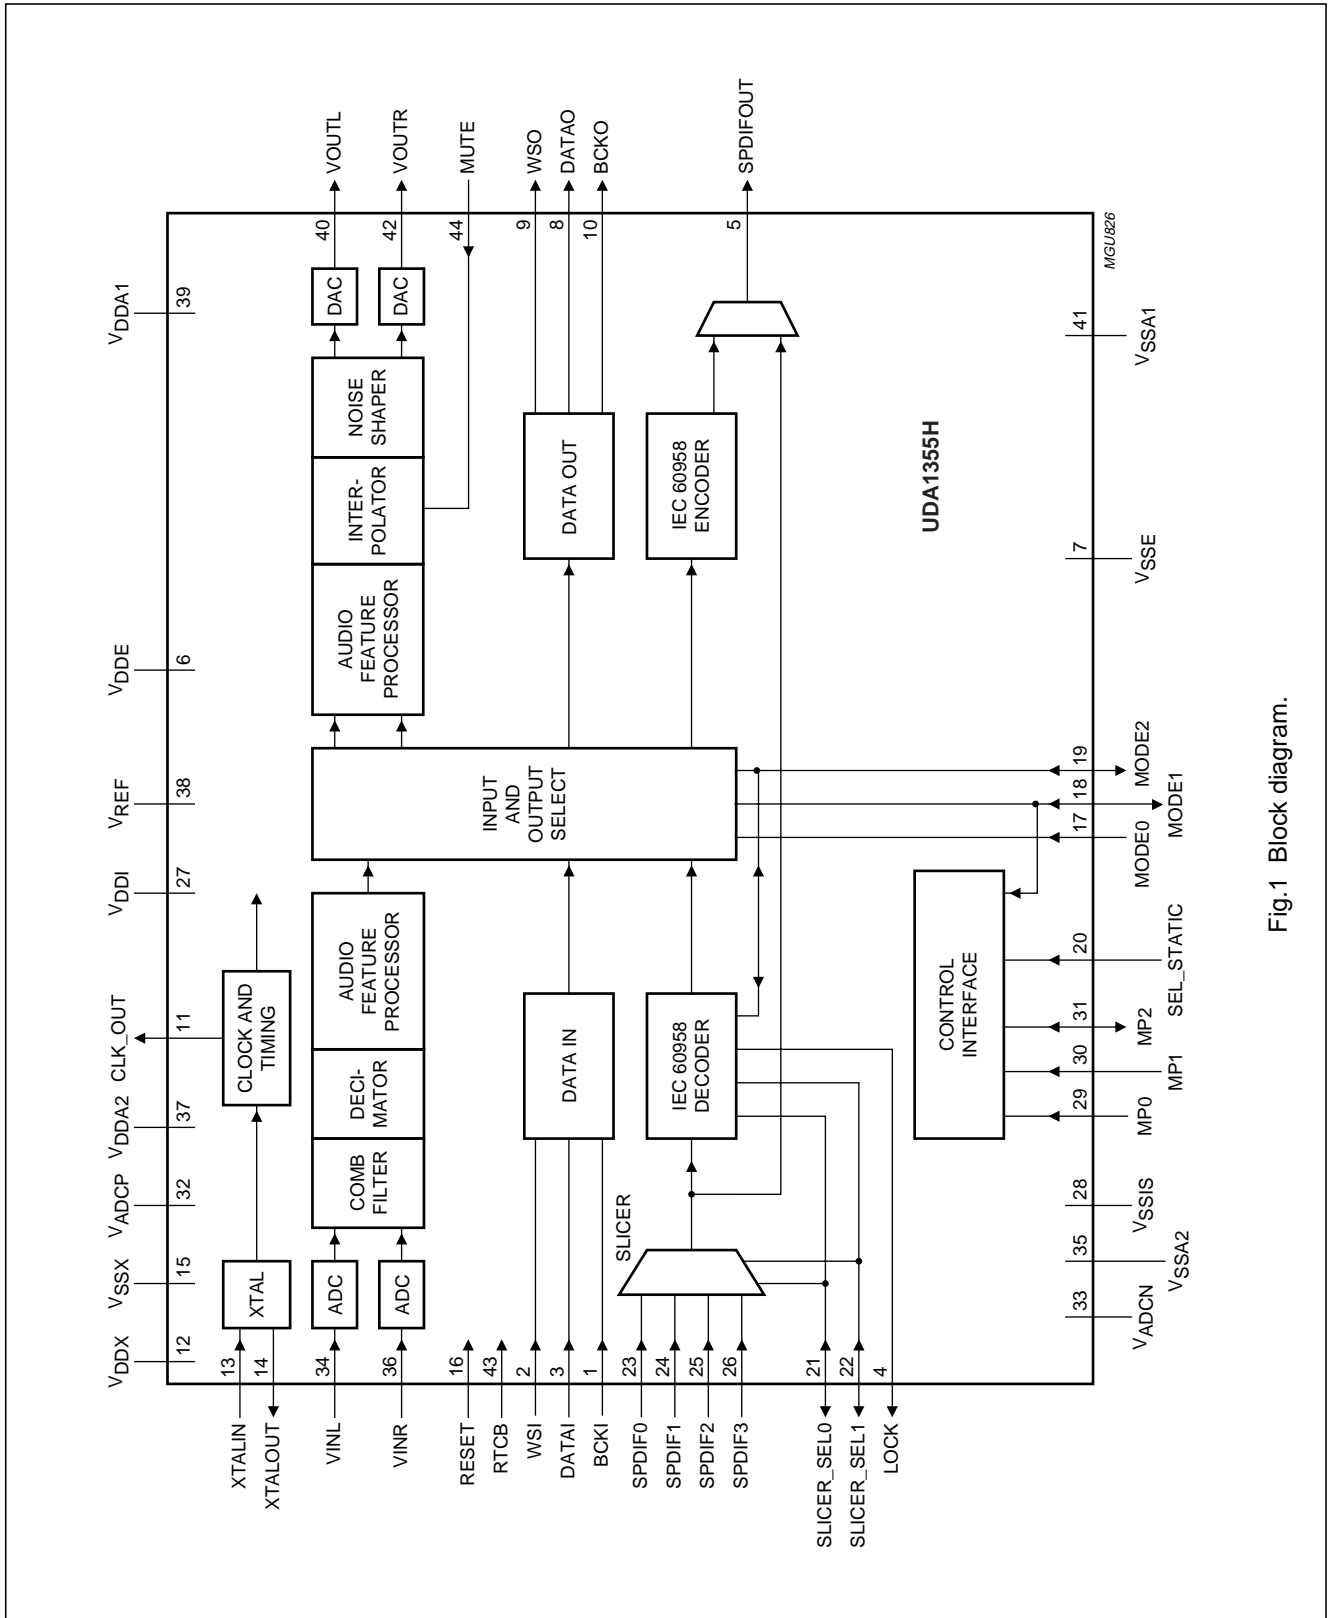 VDDX
VSSX
VADCP
VDDA2
CLK_OUT
VDDI
VREF
VDDE
VDDA1
12
15
32
37
11
27
38
6
39
XTALIN
13
XTALOUT
14
XTAL
CLOCK AND
TIMING
VINL
34
VINR
36
ADC
ADC
COMB
FILTER
DECI-
MATOR
AUDIO
FEATURE
PROCESSOR
INPUT
AND
OUTPUT
SELECT
AUDIO
FEATURE
PROCESSOR
INTER-
POLATOR
NOISE
SHAPER
DAC
DAC
40
VOUTL
42
VOUTR
44
MUTE
RESET
16
RTCB
43
WSI
2
DATAI
3
BCKI
1
DATA IN
DATA OUT
9
WSO
8
DATAO
10
BCKO
SPDIF0
23
SPDIF1
24
SPDIF2
25
SPDIF3
26
SLICER
IEC 60958
DECODER
IEC 60958
ENCODER
5
SPDIFOUT
SLICER_SEL0
21
SLICER_SEL1
22
LOCK
4
CONTROL
INTERFACE
UDA1355H
33
35
28
29
30
31
20
17
18
19
7
41
VADCN
VSSA2
VSSIS
MP0
MP1
MP2
SEL_STATIC
MODE0
MODE1
MODE2
VSSE
VSSA1
MGU826
Fig.1 Block diagram.